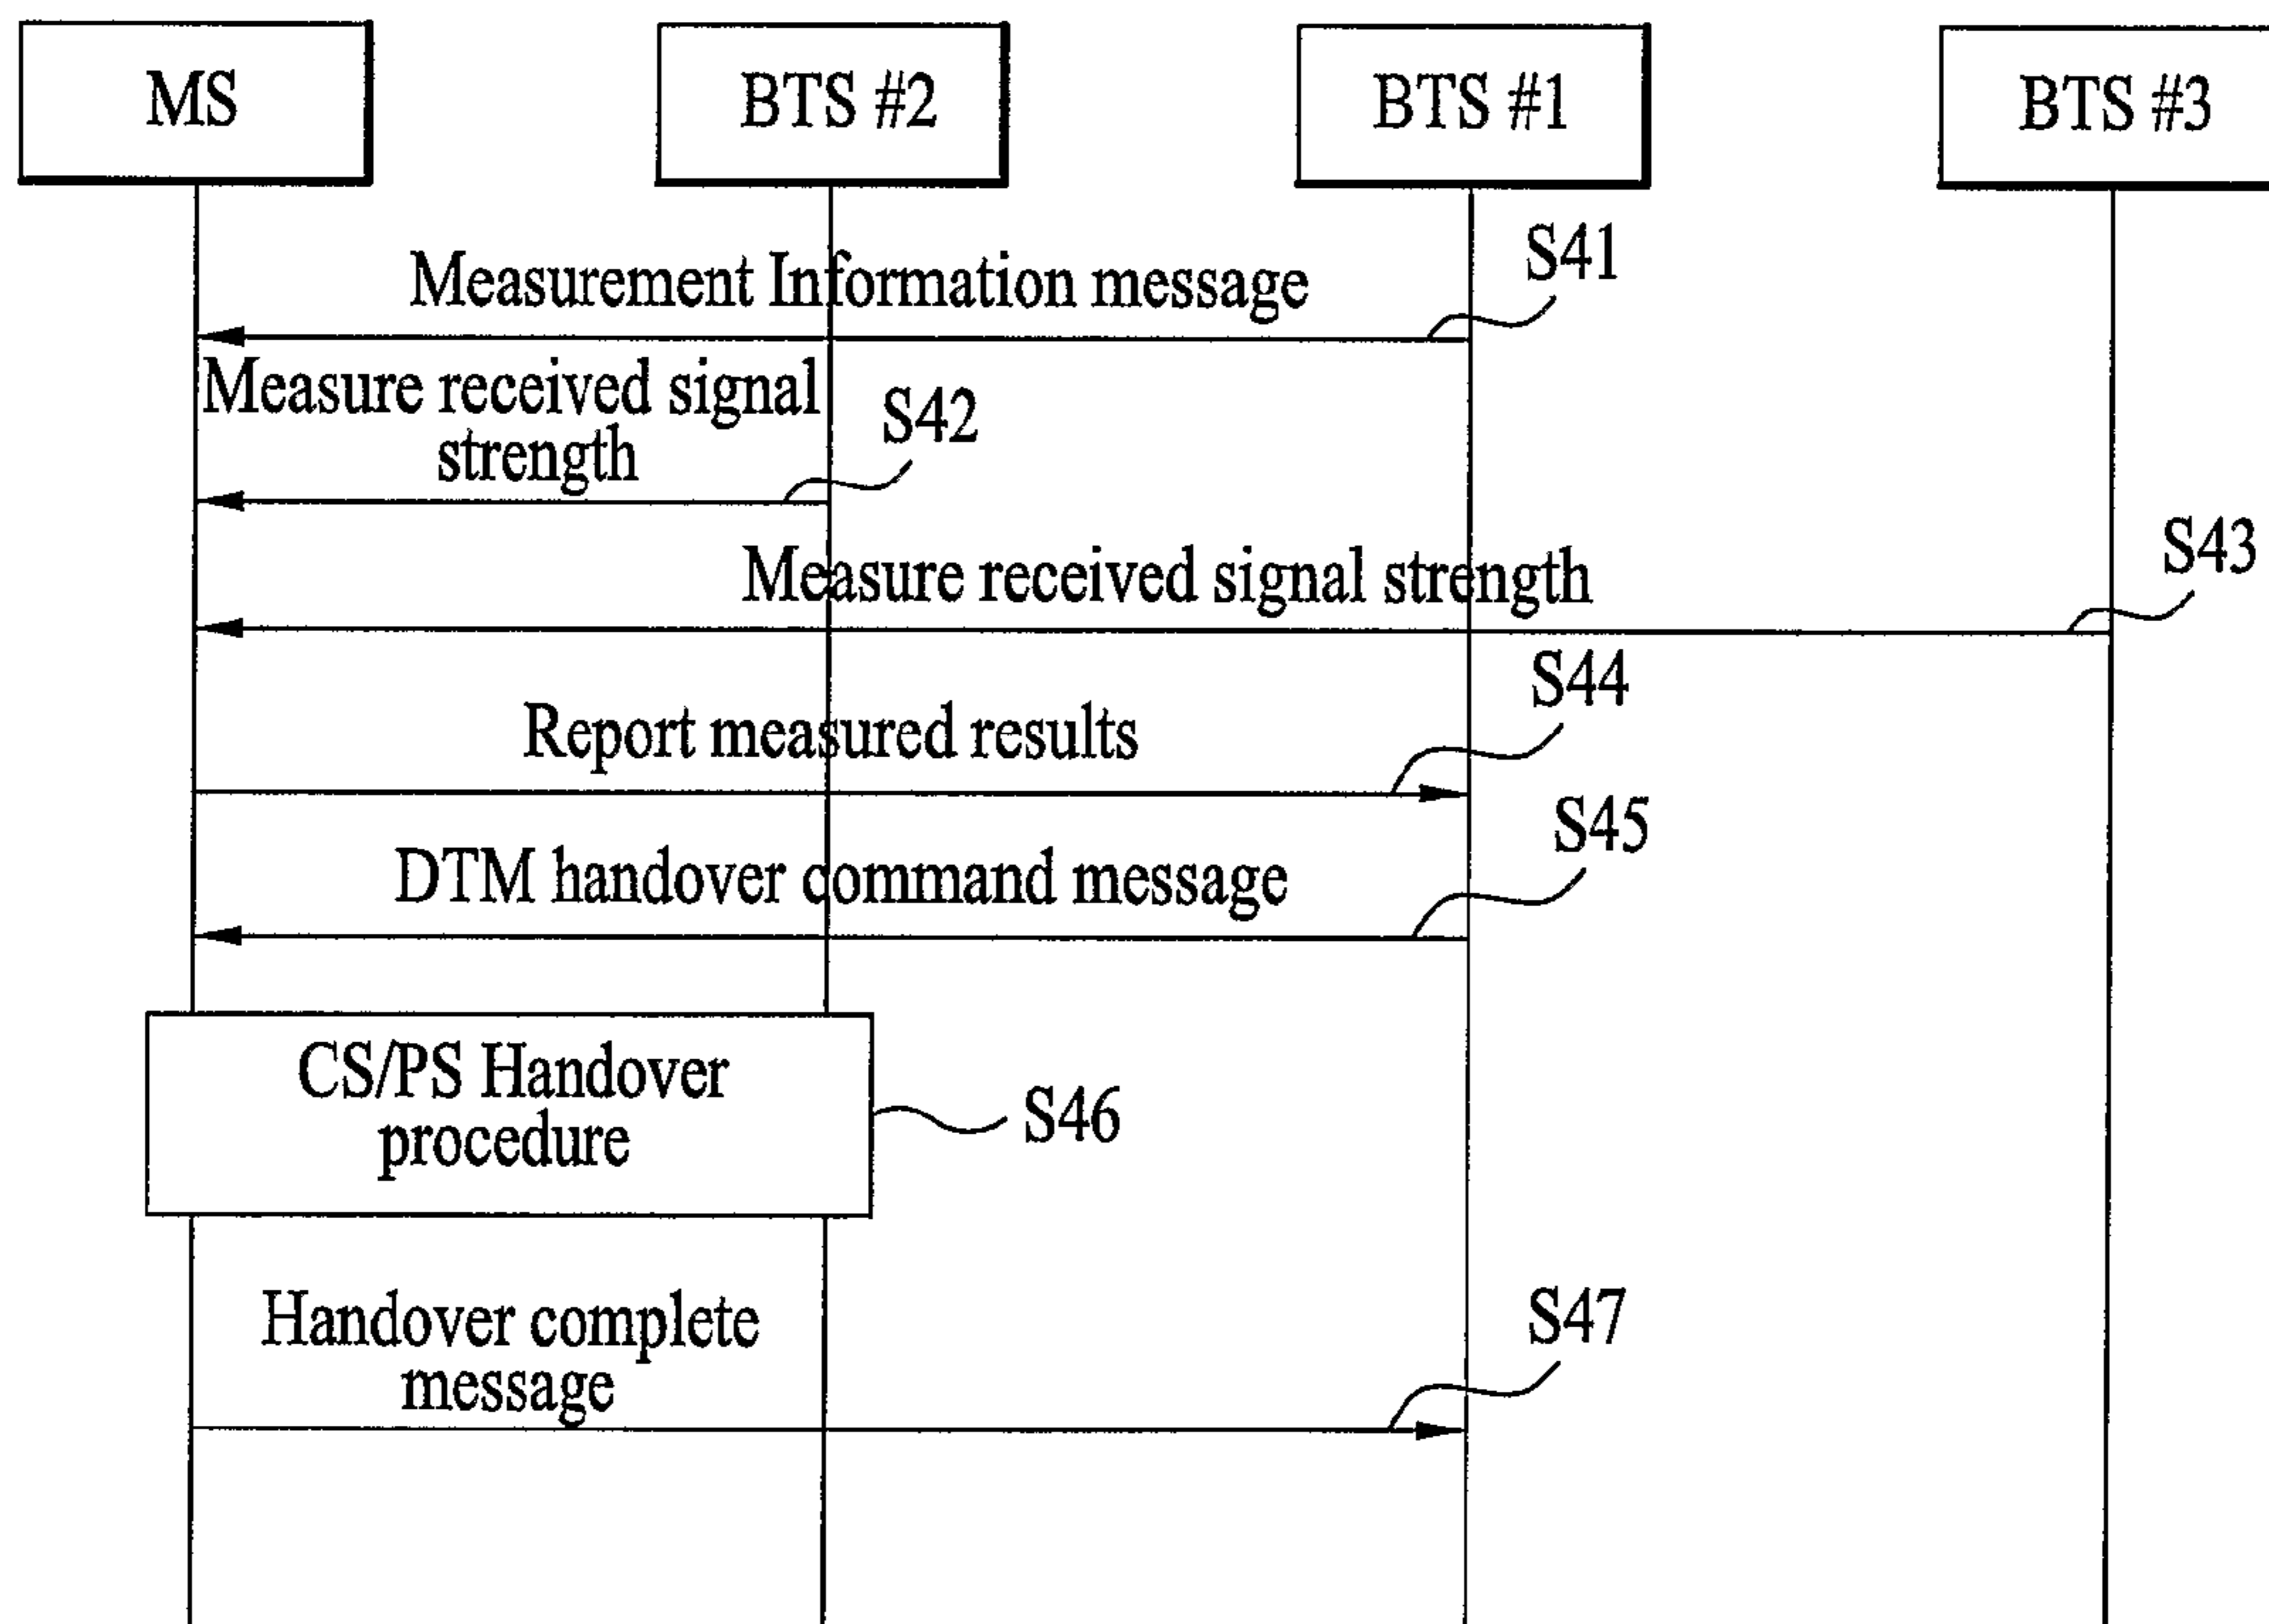 MS
BTS #2
BTS #1
BTS #3
S41
Measurement Information message
Measure received signal
strength
S42
Measure received signal strength
S43
S44
Report measured results
S45
DTM handover command message
CS/PS Handover
procedure
S46
Handover complete
message
S47